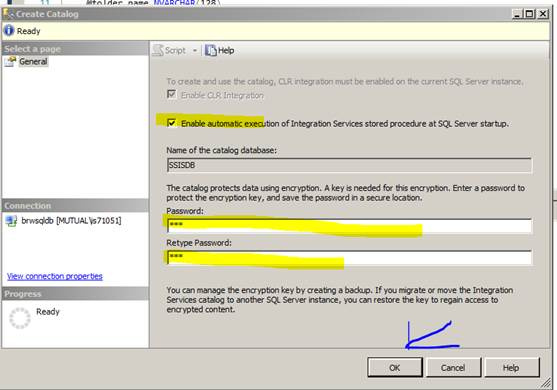 11
@folder_name NVARCHAR(128)
Create Catalog
Ready
Select a page
General
Script
Help
To create and use the catalog, CLR integration must be enabled on the current SQL Server instance.
Enable CLR Integration
Enable automatic execution of Integration Services stored procedure at SQL Server startup.
Name of the catalog database:
SSISDB
The catalog protects data using encryption. A key is needed for this encryption. Enter a password to
protect the encryption key, and save the password in a secure location.
Password:
***
Retype Password:
***
You can manage the encryption key by creating a backup. If you migrate or move the Integration
Services catalog to another SQL Server instance, you can restore the key to regain access to
encrypted content.
Connection
brwsqldb [MUTUAL\js71051]
View connection properties
Progress
Ready
OK
Cancel
Help